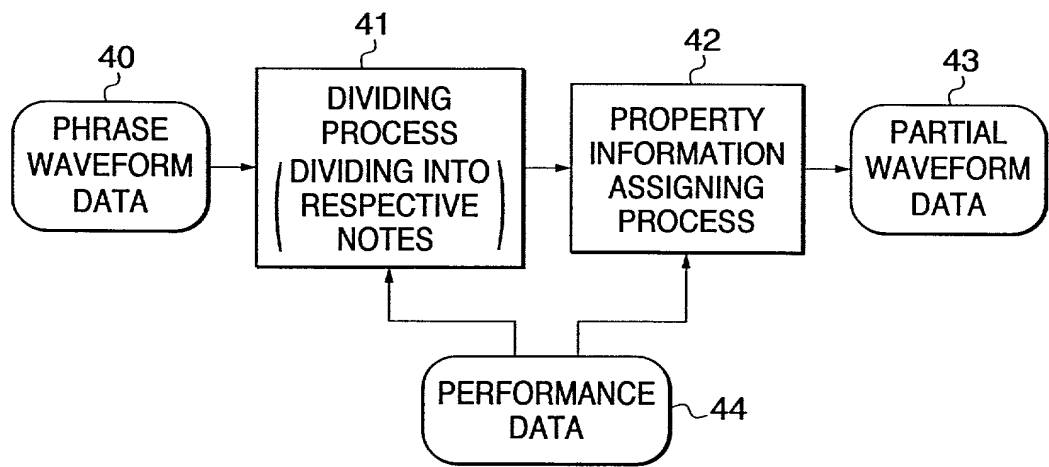 40
PHRASE
WAVEFORM
DATA
41
DIVIDING
PROCESS
(DIVIDING INTO
RESPECTIVE
NOTES)
42
PROPERTY
INFORMATION
ASSIGNING
PROCESS
43
PARTIAL
WAVEFORM
DATA
PERFORMANCE
DATA
44